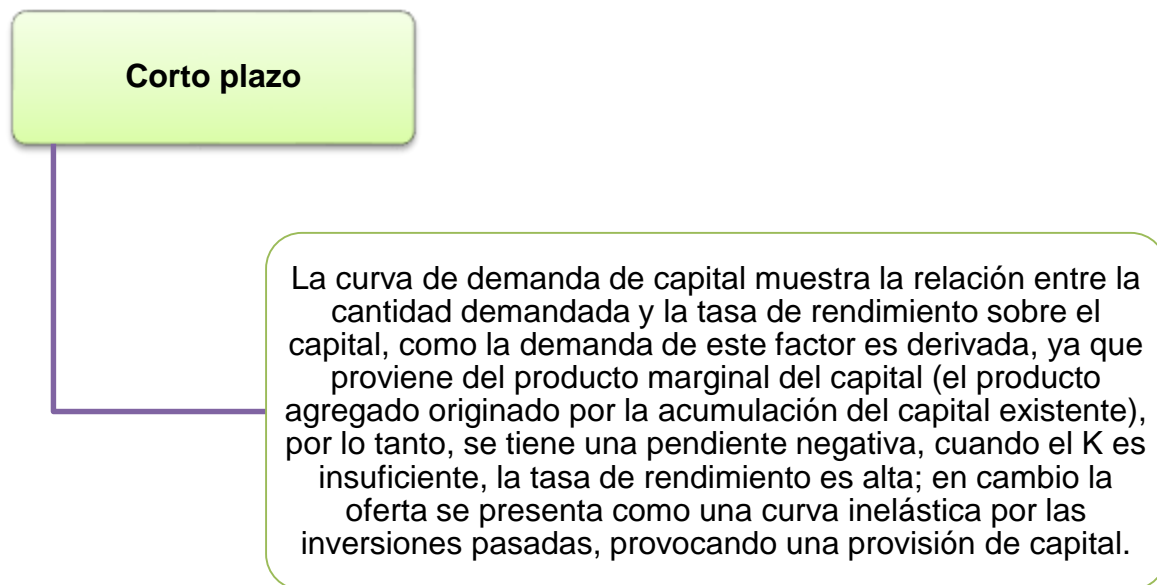 Corto plazo
La curva de demanda de capital muestra la relación entre la
cantidad demandada y la tasa de rendimiento sobre el
capital, como la demanda de este factor es derivada, ya que
proviene del producto marginal del capital (el producto
agregado originado por la acumulación del capital existente),
por lo tanto, se tiene una pendiente negativa, cuando el K es
insuficiente, la tasa de rendimiento es alta; en cambio la
oferta se presenta como una curva inelástica por las
inversiones pasadas, provocando una provisión de capital.